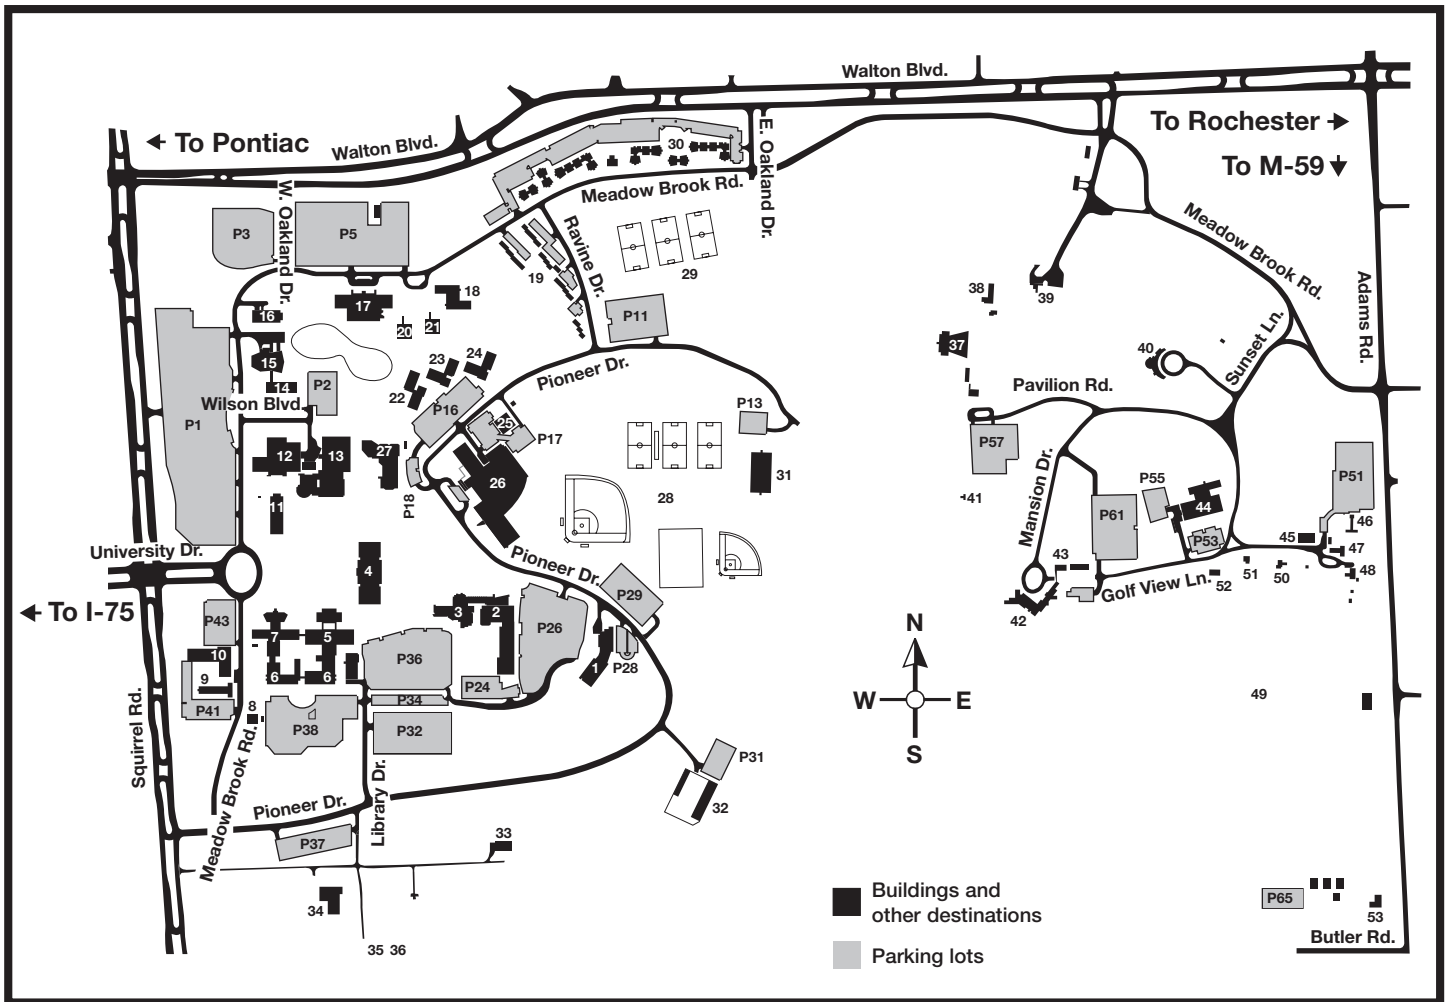 Walton Blvd.
To Pontiac
Walton Blvd.
E. Oakland Dr.
To Rochester
To M-59
30
Meadow Brook Rd.
W. Oakland Dr.
P3
P5
Ravine Dr.
29
19
Meadow Brook Rd.
Adams Rd.
18
17
16
20
21
P11
38
39
37
40
Sunset Ln.
15
14
P2
23
24
22
Pioneer Dr.
Pavilion Rd.
Wilson Blvd.
P1
P16
25
P17
P13
P57
12
13
27
26
P18
28
31
41
Mansion Dr.
P55
P51
44
11
P61
P53
45
46
47
48
University Dr.
4
Pioneer Dr.
43
Golf View Ln.
52
51
50
42
To I-75
P43
3
2
P26
P29
7
5
P36
1
P28
10
9
6
6
P24
P34
P41
8
P38
P32
49
Squirrel Rd.
Meadow Brook Rd.
N
W
E
S
P31
32
Pioneer Dr.
Library Dr.
P37
33
34
35 36
Buildings and
other destinations
Parking lots
P65
53
Butler Rd.